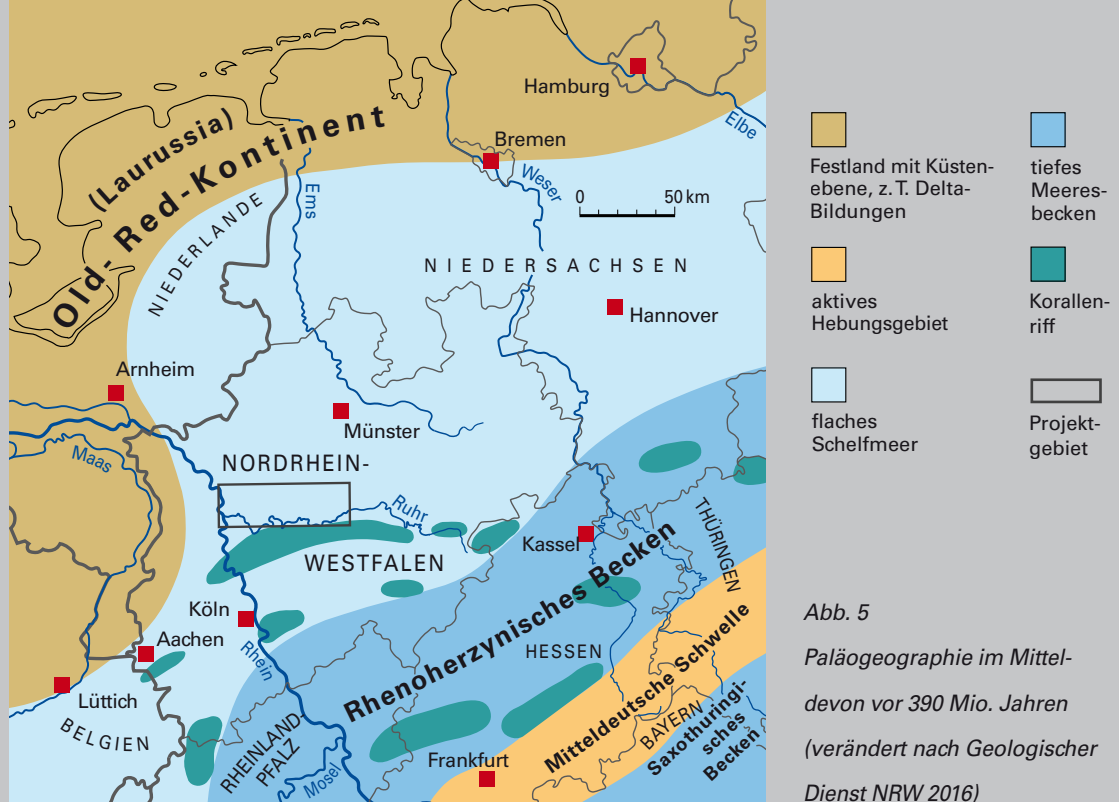 Hamburg
Elbe
(Laurussia)
Old- Red-Kontinent
Bremen
Weser
Ems
NIEDERLANDE
0 50 km
NIEDERSACHSEN
Hannover
Arnheim
Münster
Maas
NORDRHEIN-
WESTFALEN
Ruhr
Kassel
THÜRINGEN
Rhenoherzynisches Becken
Köln
Aachen
Rhein
HESSEN
Lüttich
BELGIEN
Mitteldeutsche Schwelle
BAYERN
Saxothuringi-
sches
Becken
RHEINLAND-
PFALZ
Mosel
Frankfurt
Festland mit Küsten-
ebene, z.T. Delta-
Bildungen
tiefes
Meeres-
becken
aktives
Hebungsgebiet
Korallen-
riff
flaches
Schelfmeer
Projekt-
gebiet
Abb. 5
Paläogeographie im Mittel-
devon vor 390 Mio. Jahren
(verändert nach Geologischer
Dienst NRW 2016)